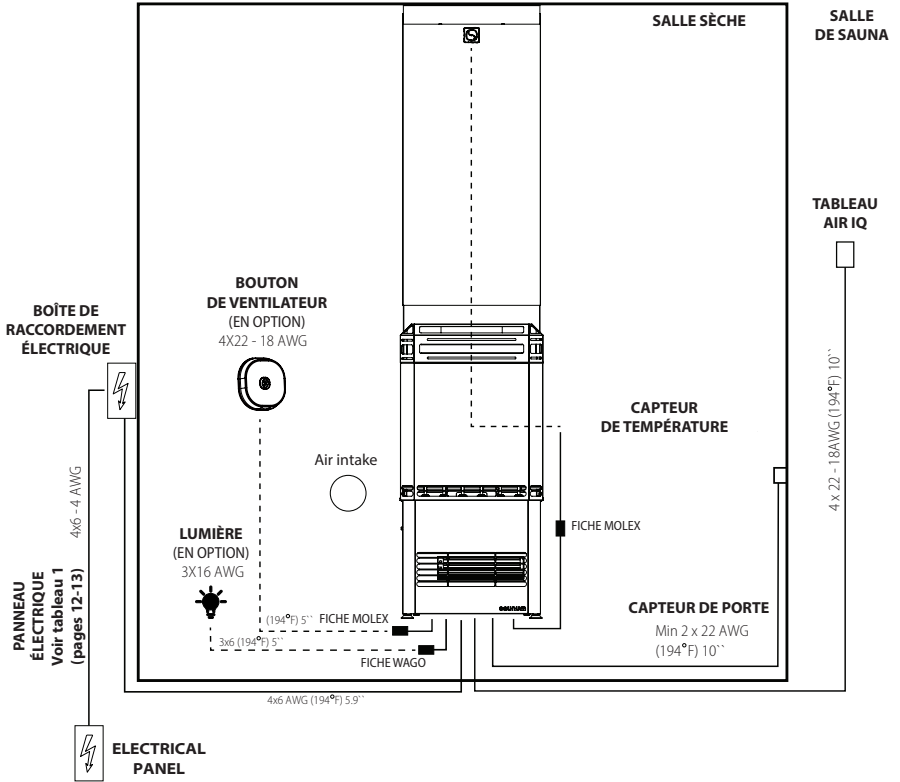 SALLE SÈCHE
SALLE
DE SAUNA
TABLEAU
AIR IQ
BOUTON
DE VENTILATEUR
(EN OPTION)
4X22 - 18 AWG
BOÎTE DE
RACCORDEMENT
ÉLECTRIQUE
CAPTEUR
DE TEMPÉRATURE
4 x 22 - 18AWG (194°F) 10``
Air intake
4x6 - 4 AWG
FICHE MOLEX
LUMIÈRE
(EN OPTION)
3X16 AWG
PANNEAU
ÉLECTRIQUE
Voir tableau 1
(pages 12-13)
saunum
CAPTEUR DE PORTE
Min 2 x 22 AWG
(194°F) 10``
(194°F) 5``
FICHE MOLEX
3x6 (194°F) 5``
FICHE WAGO
4x6 AWG (194°F) 5.9``
ELECTRICAL
PANEL